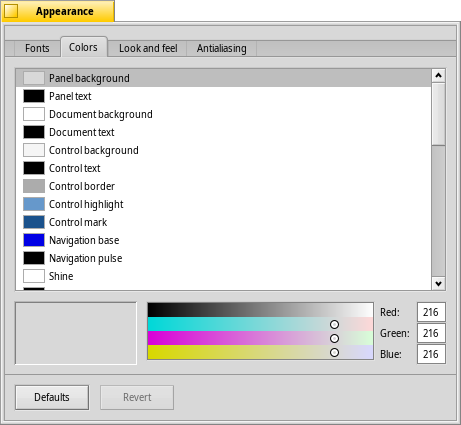 Appearance
Fonts Colors Look and feel Antialiasing
Panel background
Panel text
Document background
Document text
Control background
Control text
Control border
Control highlight
Control mark
Navigation base
Navigation pulse
Shine
Red: 216
Green: 216
Blue: 216
Defaults Revert